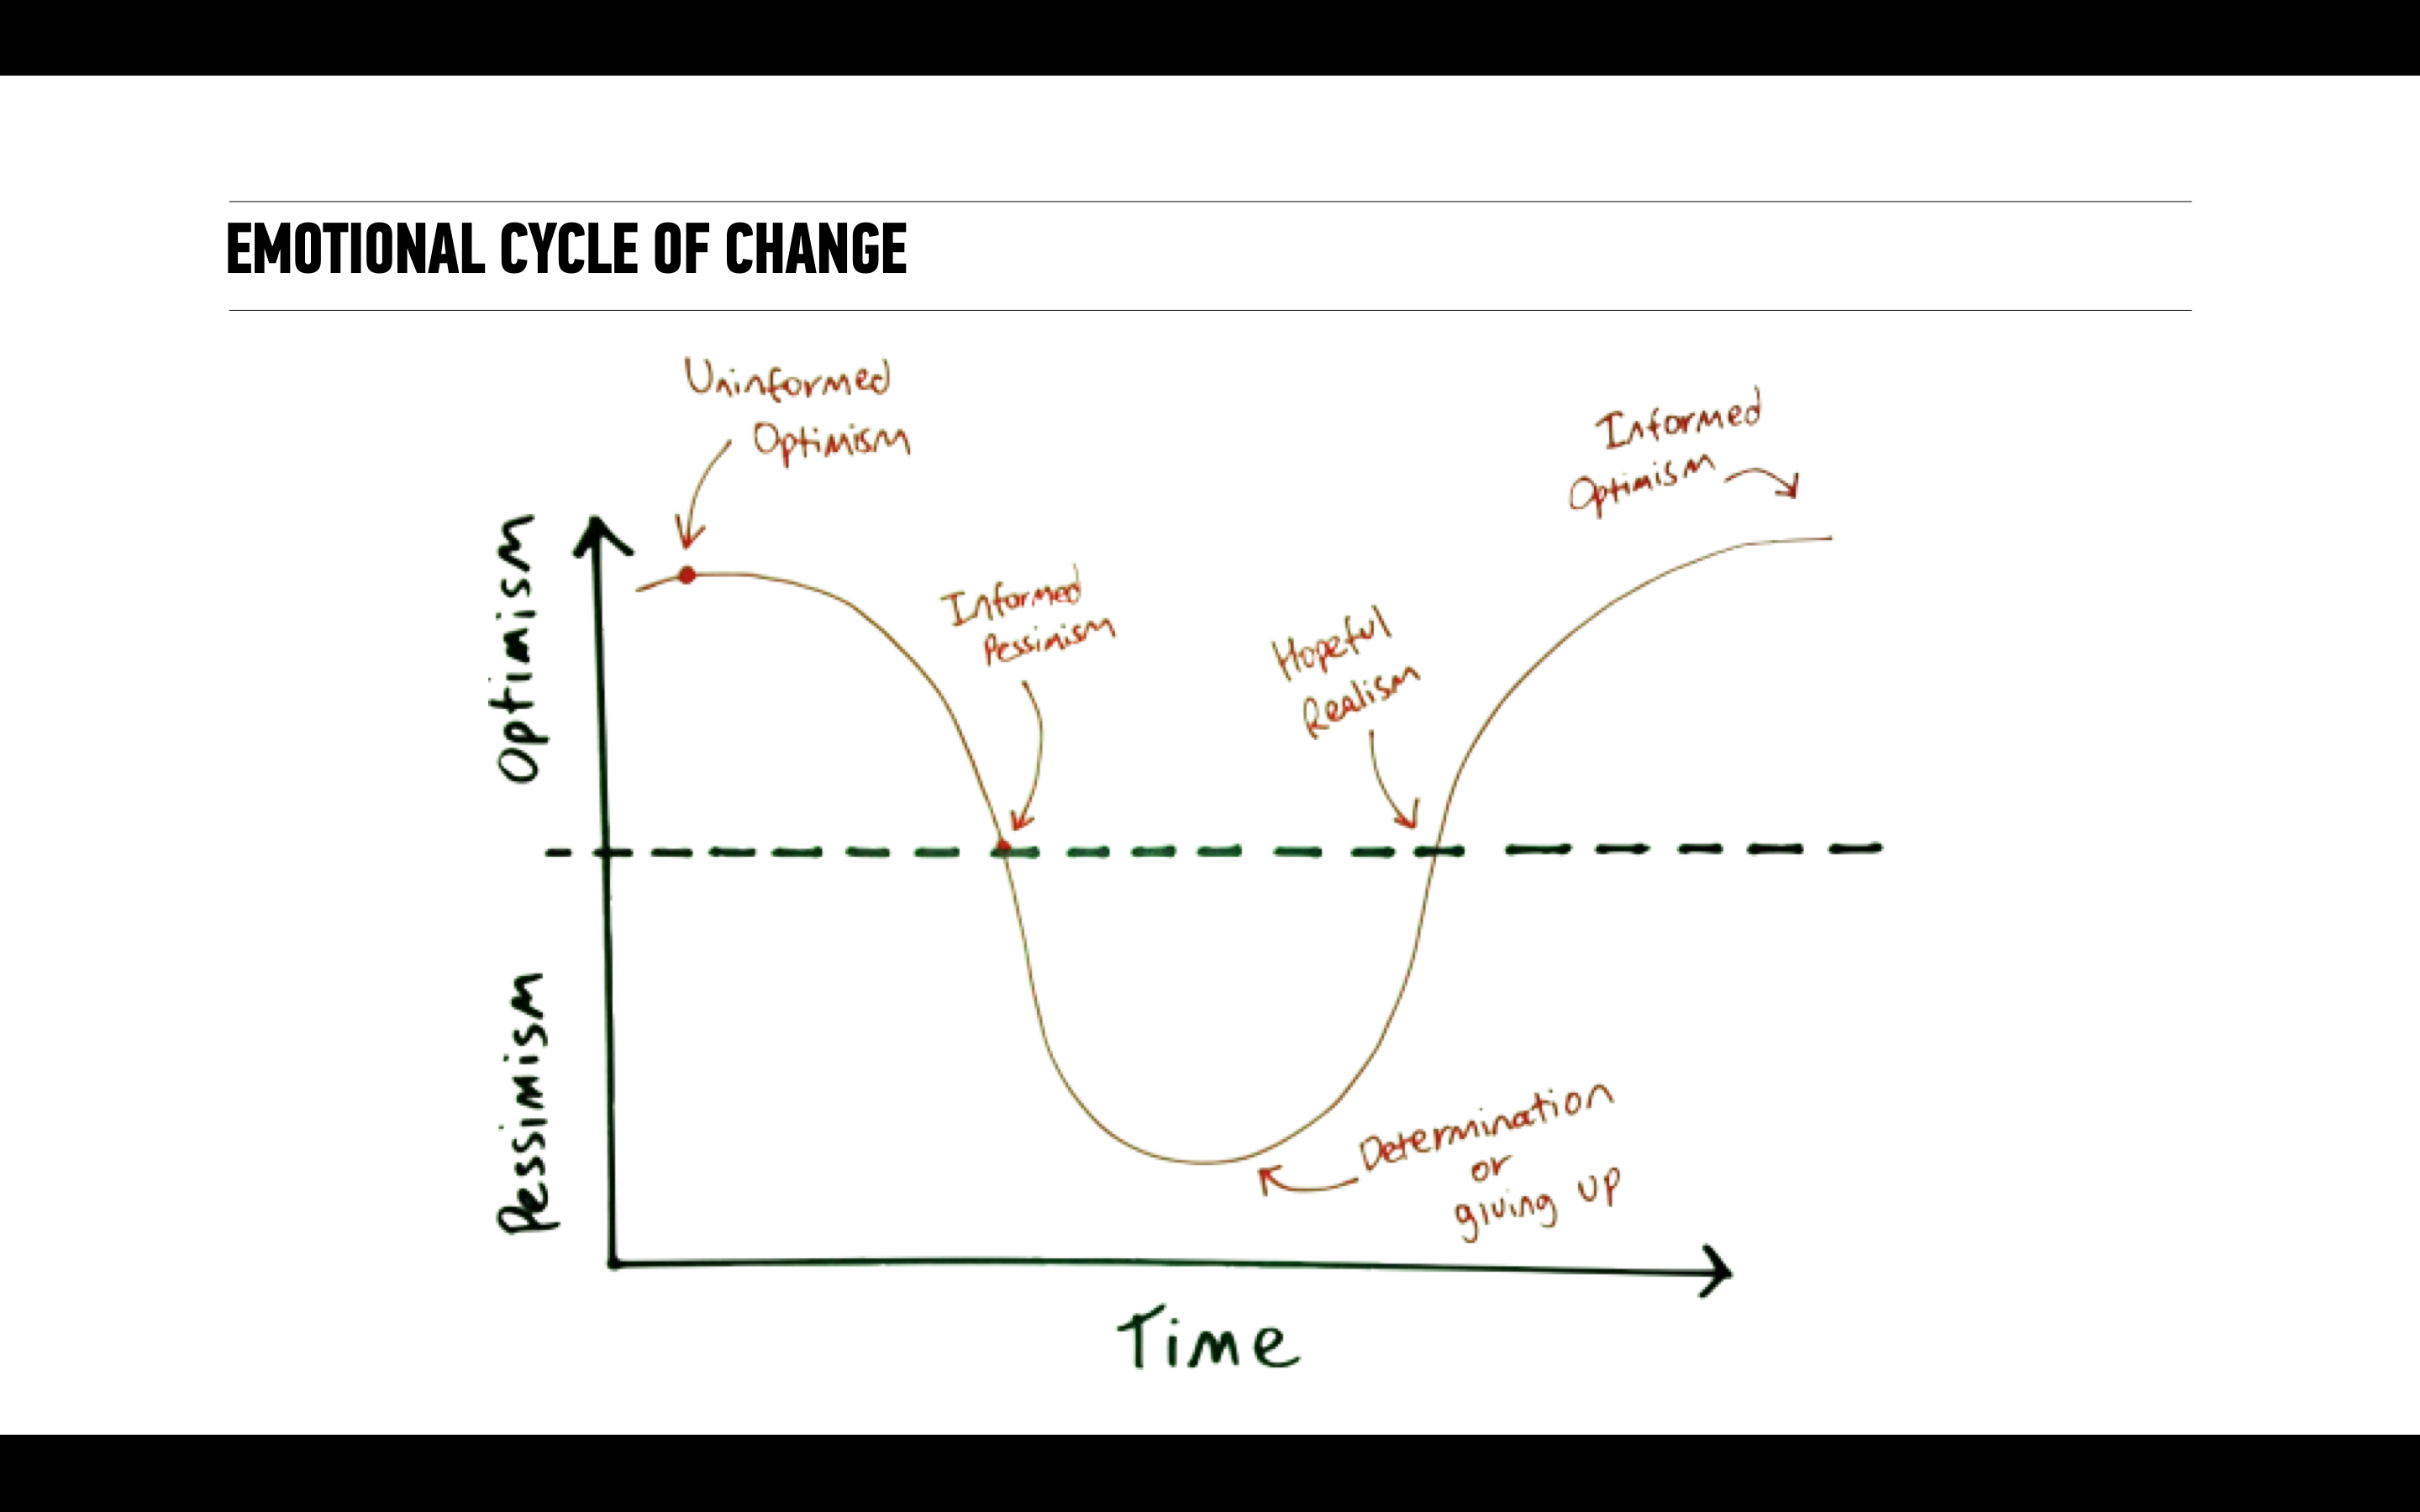 EMOTIONAL CYCLE OF CHANGE
Uninformed
Optimism
Informed
Optimism
Informed
Pessimism
Hopeful
Realism
Optimism
Pessimism
Determination
or
giving up
Time